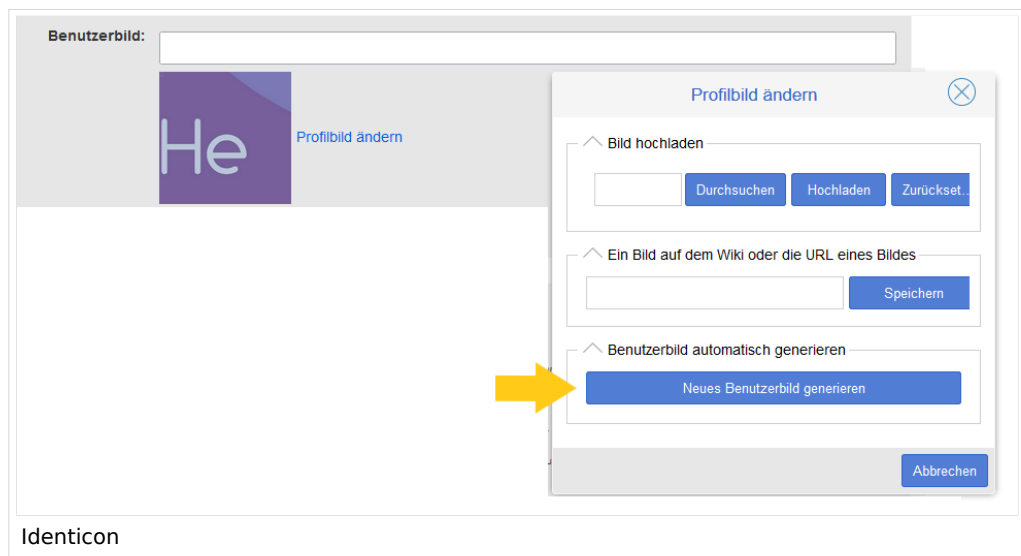 Benutzerbild:
He
Profilbild ändern
Profilbild ändern
Bild hochladen
Durchsuchen Hochladen Zurückset..
Ein Bild auf dem Wiki oder die URL eines Bildes
Speichern
Benutzerbild automatisch generieren
Neues Benutzerbild generieren
Abbrechen
Identicon